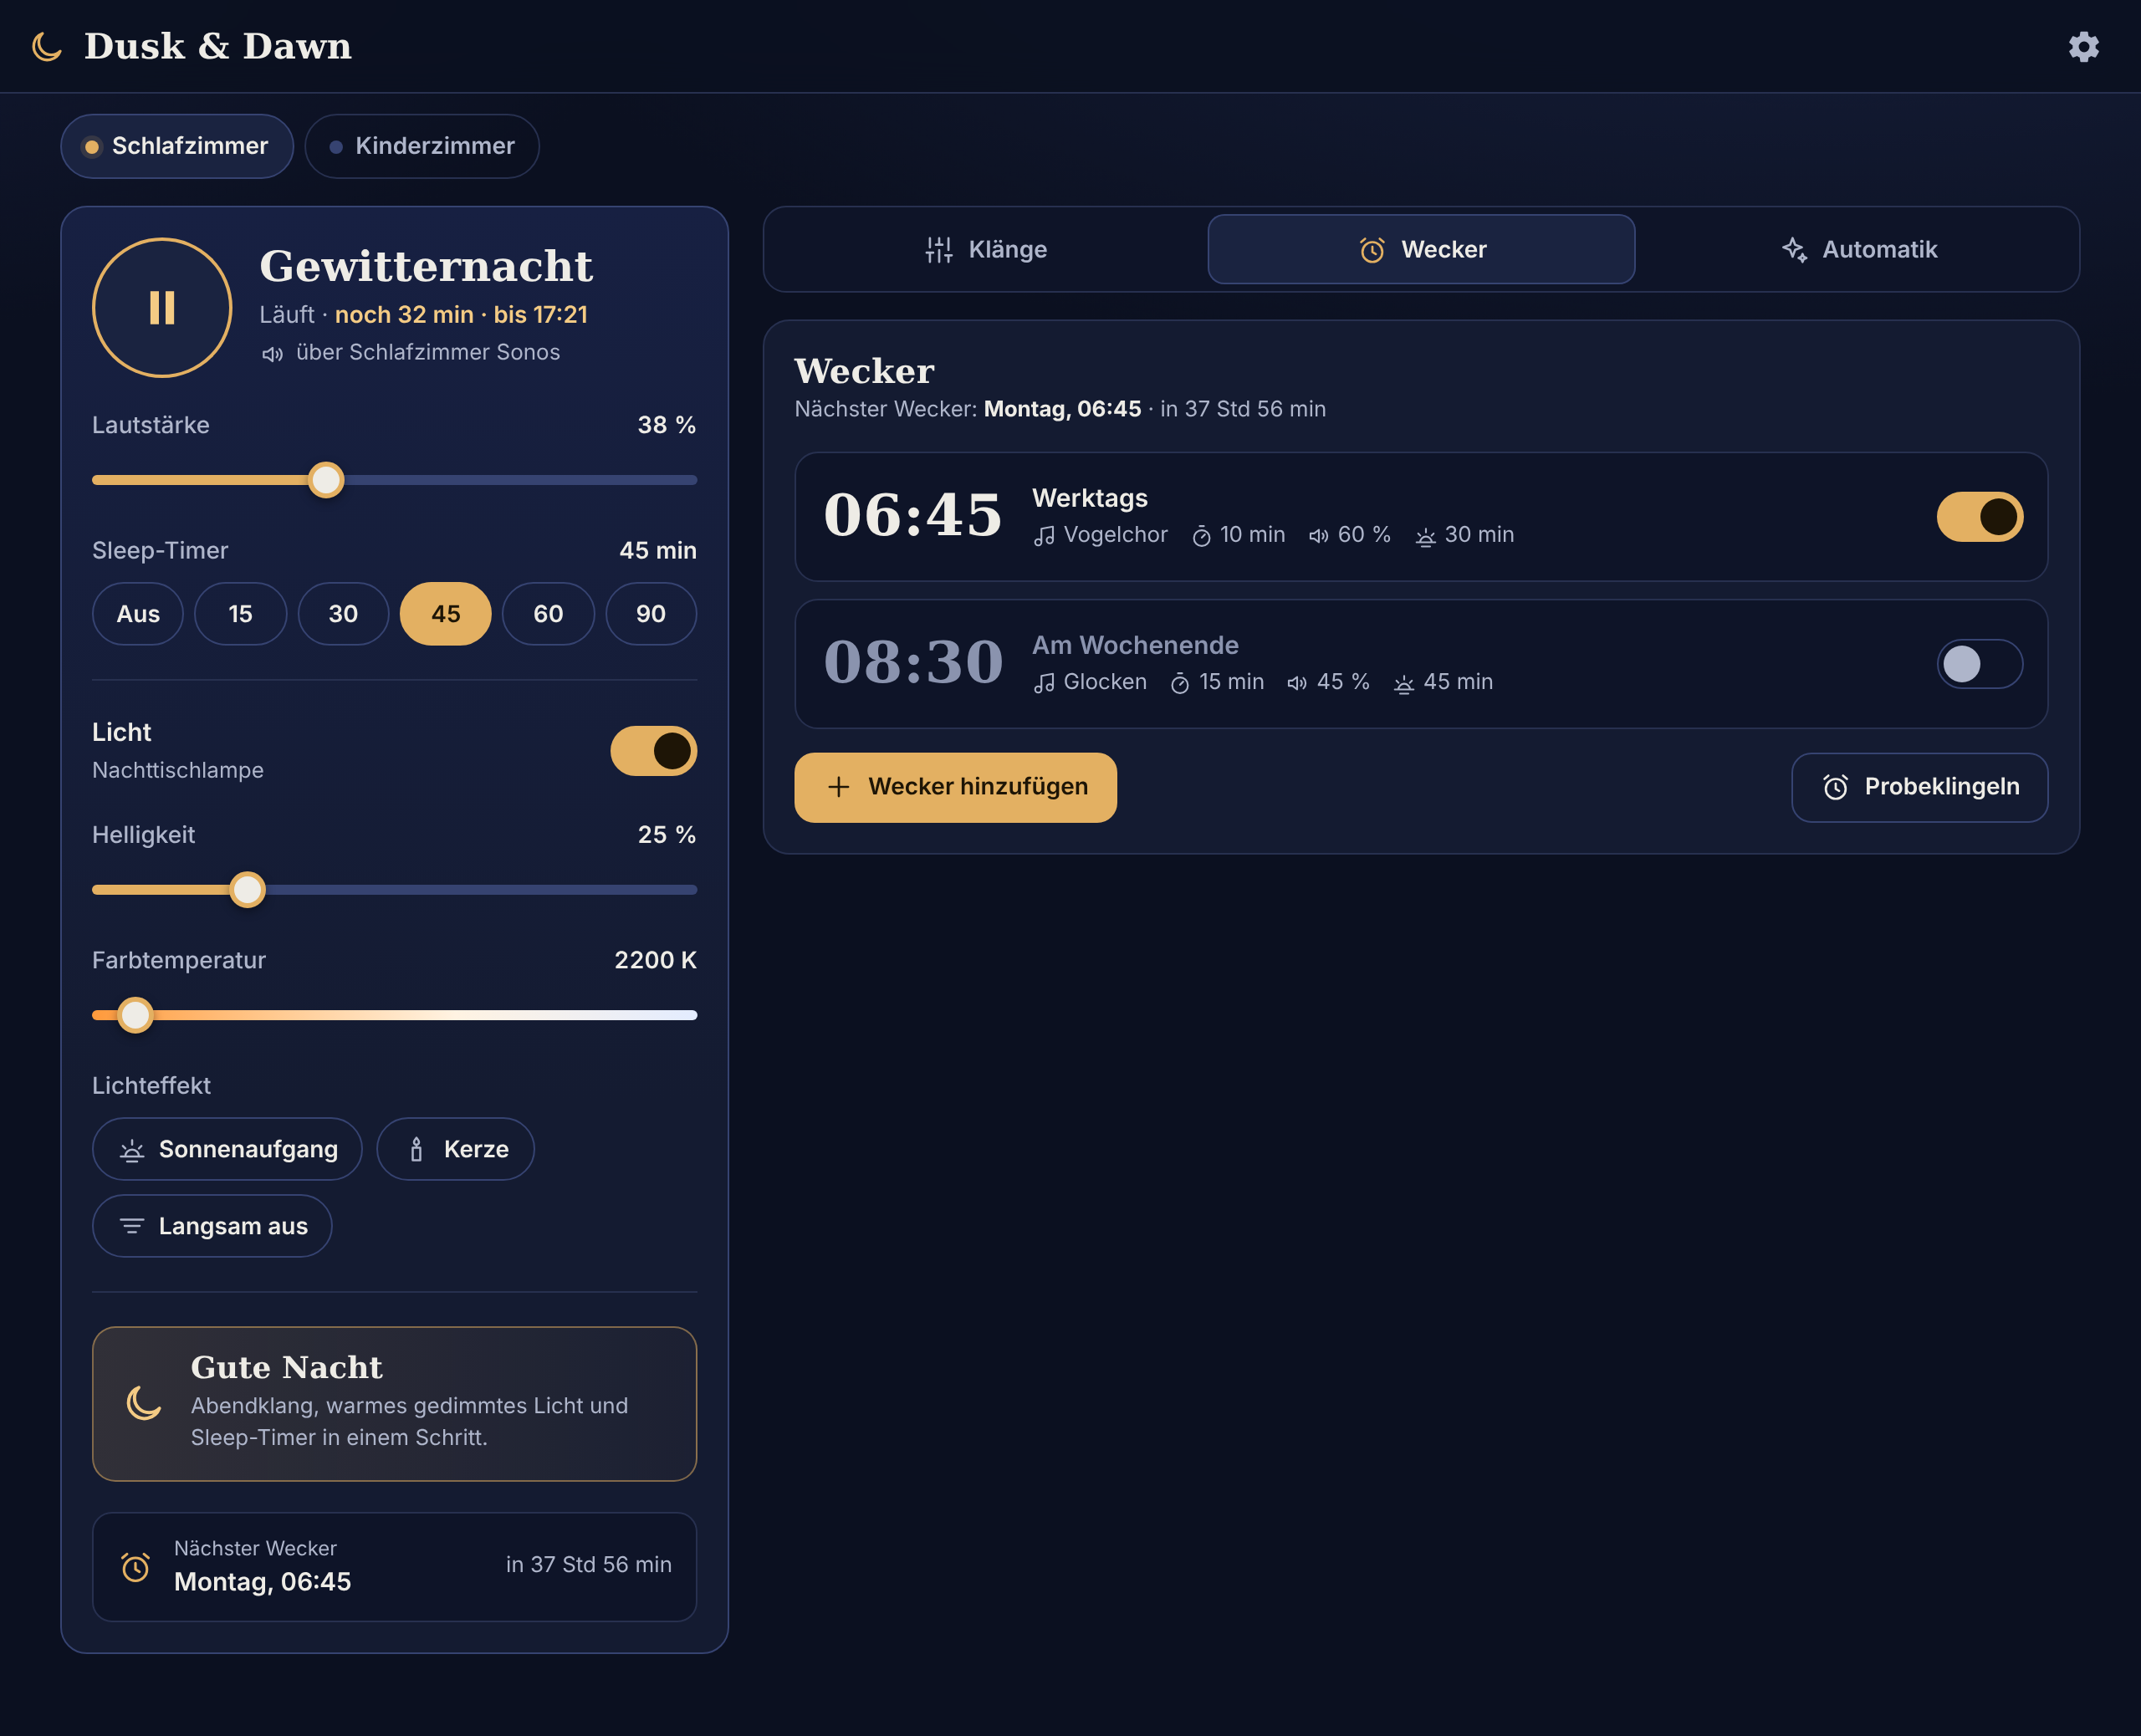 Dusk & Dawn
Schlafzimmer
Kinderzimmer
Gewitternacht
Läuft · noch 32 min · bis 17:21
über Schlafzimmer Sonos
Lautstärke
38 %
Sleep-Timer
45 min
Aus
15
30
45
60
90
Licht
Nachttischlampe
Helligkeit
25 %
Farbtemperatur
2200 K
Lichteffekt
Sonnenaufgang
Kerze
Langsam aus
Gute Nacht
Abendklang, warmes gedimmtes Licht und
Sleep-Timer in einem Schritt.
Nächster Wecker
Montag, 06:45
in 37 Std 56 min
Klänge
Wecker
Automatik
Wecker
Nächster Wecker: Montag, 06:45 · in 37 Std 56 min
06:45
Werktags
Vogelchor 10 min 60 % 30 min
08:30
Am Wochenende
Glocken 15 min 45 % 45 min
Wecker hinzufügen
Probeklingeln